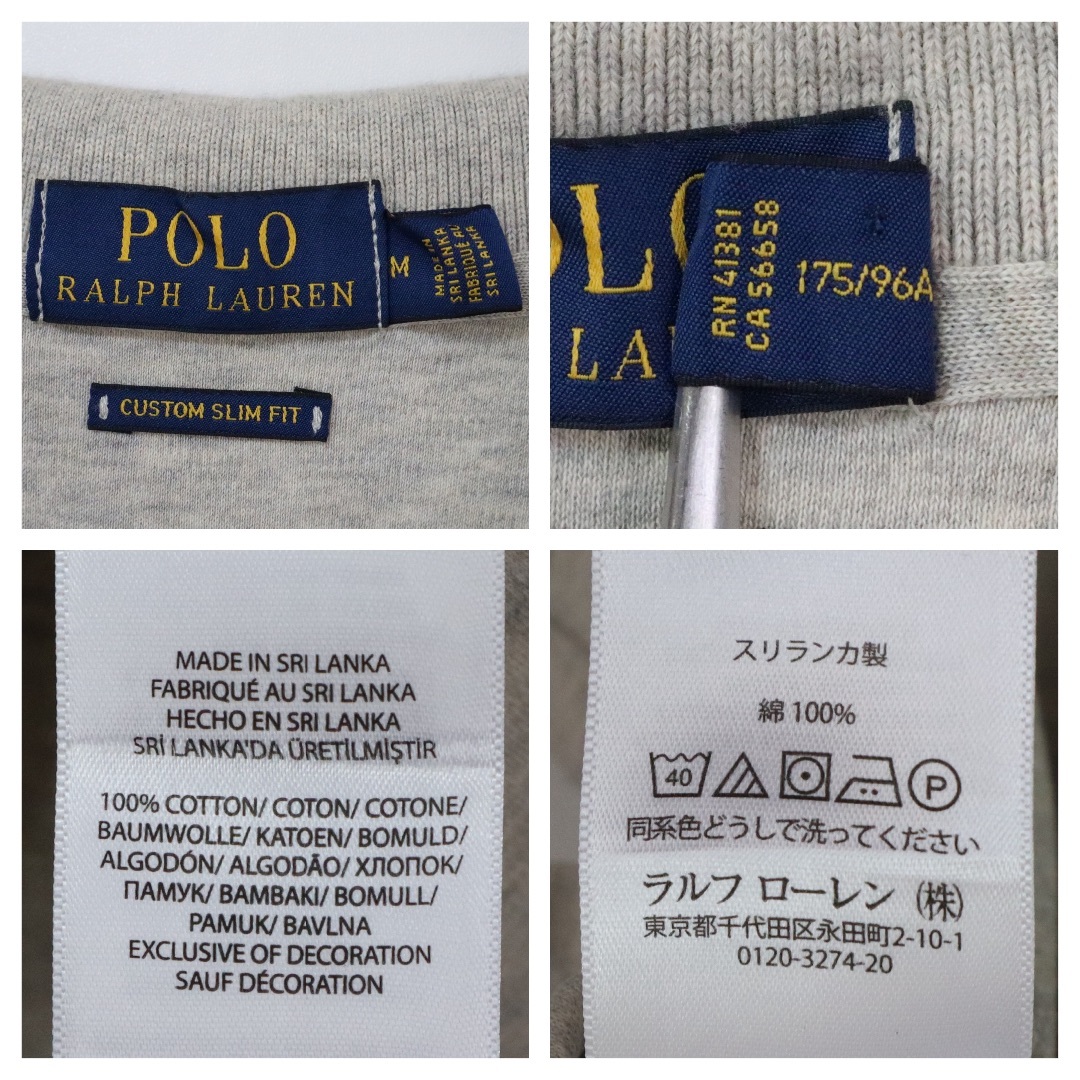 POLO
RALPH LAUREN
M
MADE IN
SRI LANKA
FABRIQUÉ AU
SRI LANKA
CUSTOM SLIM FIT
OLO
LA
RN 41381
CA 56658
175/96A
MADE IN SRI LANKA
FABRIQUÉ AU SRI LANKA
HECHO EN SRI LANKA
SRİ LANKA'DA ÜRETİLMİŞTİR
100% COTTON/ COTON/ COTONE/
BAUMWOLLE/ KATOEN/ BOMULD/
ALGODÓN/ ALGODÃO/ ХЛОПОК/
ПАМУК/ BAMBAKI/ BOMULL/
PAMUK/ BAVLNA
EXCLUSIVE OF DECORATION
SAUF DÉCORATION
スリランカ製
綿 100%
40
P
同系色どうしで洗ってください
ラルフ ローレン (株)
東京都千代田区永田町2-10-1
0120-3274-20